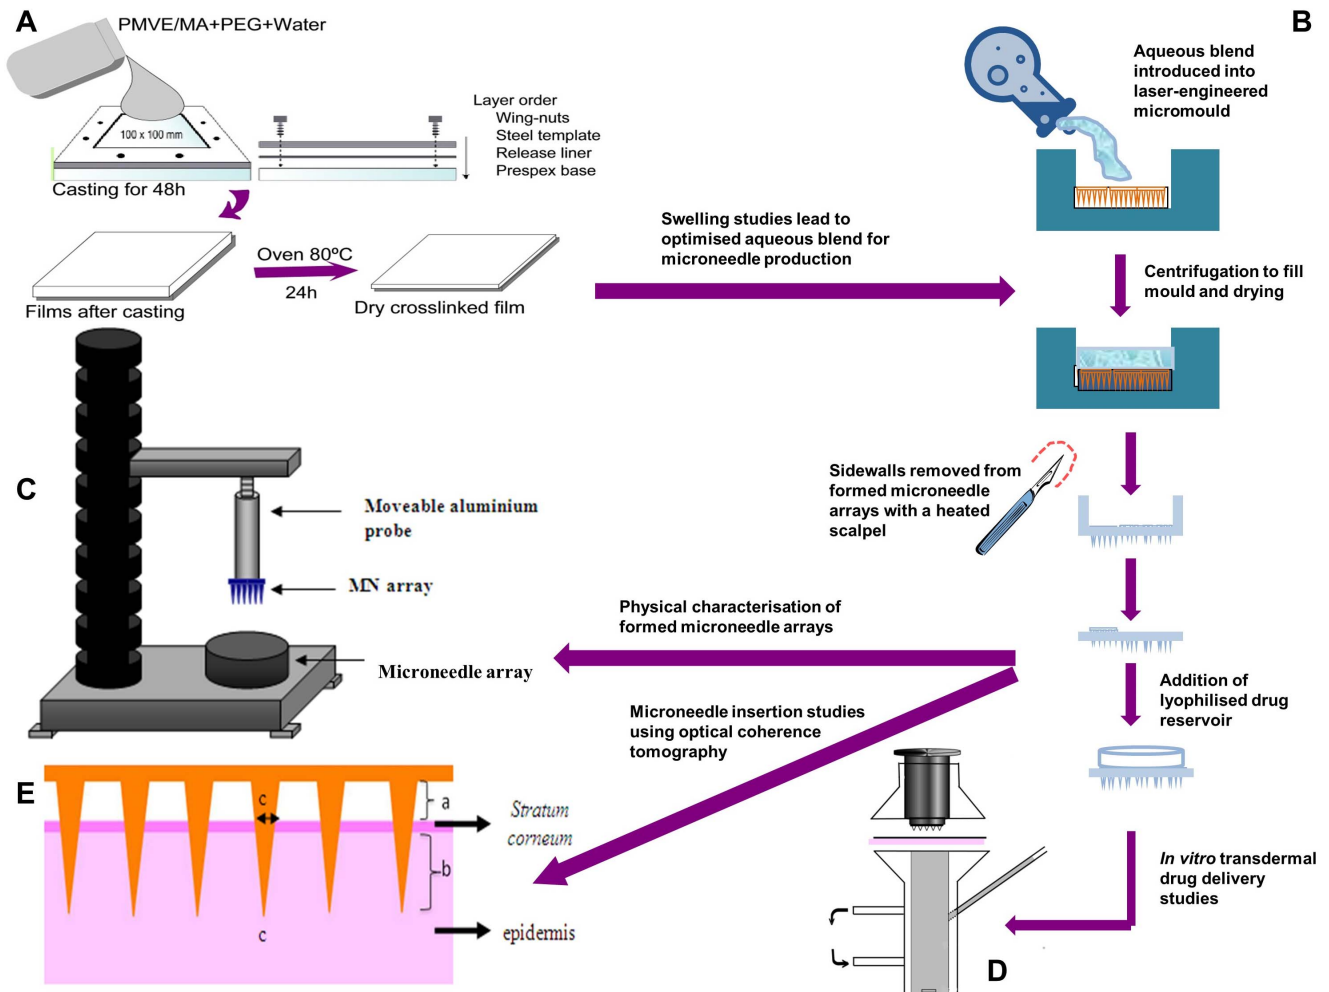 A
PMVE/MA+PEG+Water
100 x 100 mm
Layer order
Wing-nuts
Steel template
Release liner
Prespex base
Casting for 48h
Films after casting
Oven 80ºC
24h
Dry crosslinked film
Swelling studies lead to
optimised aqueous blend for
microneedle production
B
Aqueous blend
introduced into
laser-engineered
micromould
Centrifugation to fill
mould and drying
Sidewalls removed from
formed microneedle
arrays with a heated
scalpel
Addition of
lyophilised drug
reservoir
In vitro transdermal
drug delivery
studies
C
Moveable aluminium
probe
MN array
Microneedle array
Physical characterisation of
formed microneedle arrays
Microneedle insertion studies
using optical coherence
tomography
D
E
c
a
Stratum
corneum
b
c
epidermis